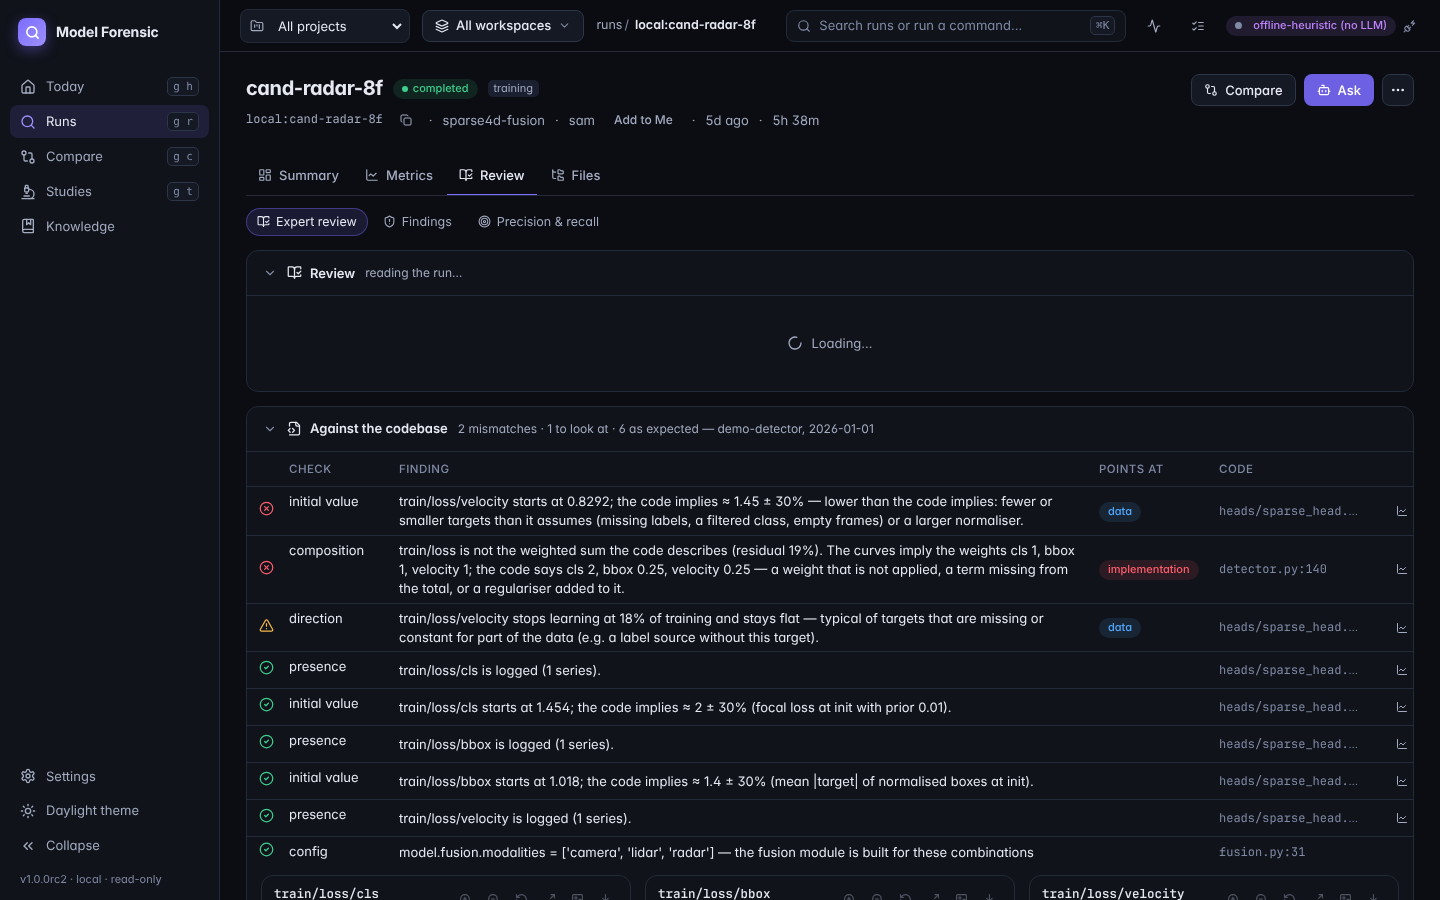 Model Forensic
All projects
All workspaces
runs / local:cand-radar-8f
Search runs or run a command...
⌘K
offline-heuristic (no LLM)
Today
g h
Runs
g r
Compare
g c
Studies
g t
Knowledge
cand-radar-8f
completed
training
Compare
Ask
local:cand-radar-8f · sparse4d-fusion · sam Add to Me · 5d ago · 5h 38m
Summary
Metrics
Review
Files
Expert review
Findings
Precision & recall
Review reading the run...
Loading...
Against the codebase 2 mismatches · 1 to look at · 6 as expected — demo-detector, 2026-01-01
CHECK FINDING POINTS AT CODE
initial value
train/loss/velocity starts at 0.8292; the code implies ≈ 1.45 ± 30% — lower than the code implies: fewer or
smaller targets than it assumes (missing labels, a filtered class, empty frames) or a larger normaliser.
data
heads/sparse_head.…
composition
train/loss is not the weighted sum the code describes (residual 19%). The curves imply the weights cls 1, bbox
1, velocity 1; the code says cls 2, bbox 0.25, velocity 0.25 — a weight that is not applied, a term missing from
the total, or a regulariser added to it.
implementation
detector.py:140
direction
train/loss/velocity stops learning at 18% of training and stays flat — typical of targets that are missing or
constant for part of the data (e.g. a label source without this target).
data
heads/sparse_head.…
presence
train/loss/cls is logged (1 series).
heads/sparse_head.…
initial value
train/loss/cls starts at 1.454; the code implies ≈ 2 ± 30% (focal loss at init with prior 0.01).
heads/sparse_head.…
presence
train/loss/bbox is logged (1 series).
heads/sparse_head.…
initial value
train/loss/bbox starts at 1.018; the code implies ≈ 1.4 ± 30% (mean |target| of normalised boxes at init).
heads/sparse_head.…
presence
train/loss/velocity is logged (1 series).
heads/sparse_head.…
config
model.fusion.modalities = ['camera', 'lidar', 'radar'] — the fusion module is built for these combinations
fusion.py:31
train/loss/cls
train/loss/bbox
train/loss/velocity
Settings
Daylight theme
Collapse
v1.0.0rc2 · local · read-only